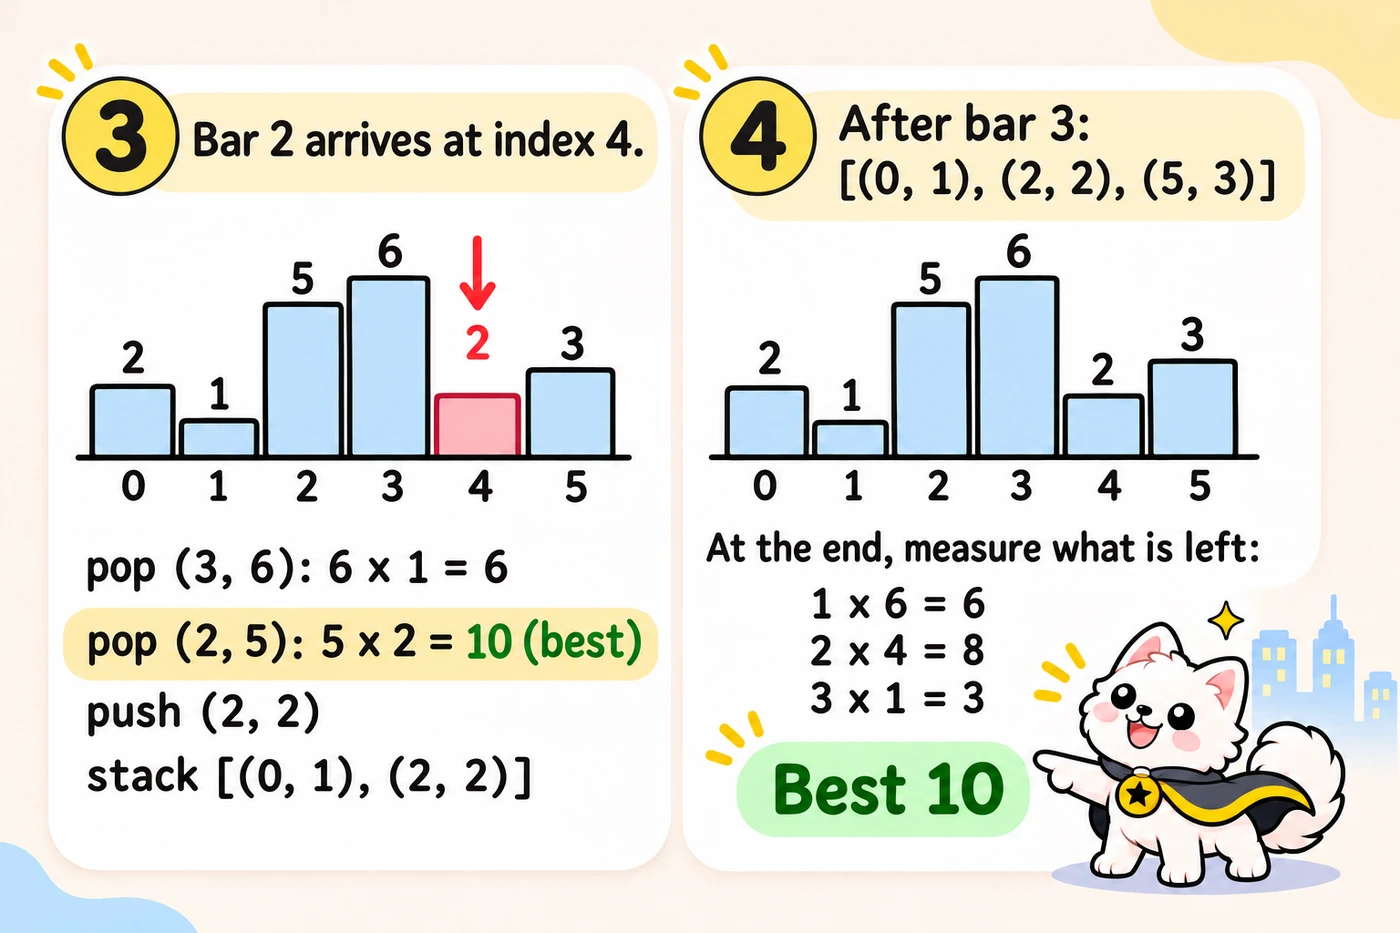 3
Bar 2 arrives at index 4.
2
1
5
6
2
3
0 1 2 3 4 5
pop (3, 6): 6 x 1 = 6
pop (2, 5): 5 x 2 = 10 (best)
push (2, 2)
stack [(0, 1), (2, 2)]
4
After bar 3:
[(0, 1), (2, 2), (5, 3)]
2
1
5
6
2
3
0 1 2 3 4 5
At the end, measure what is left:
1 x 6 = 6
2 x 4 = 8
3 x 1 = 3
Best 10